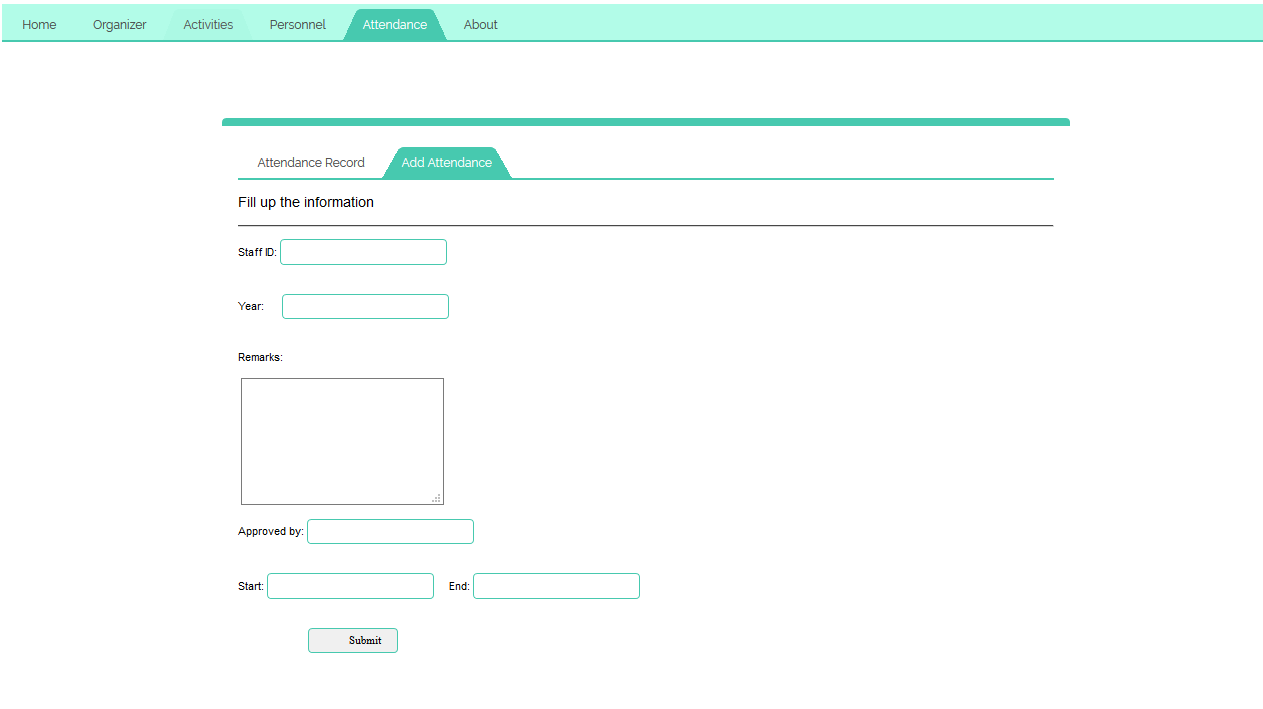 Home Organizer Activities Personnel Attendance About
Attendance Record Add Attendance
Fill up the information
Staff ID:
Year:
Remarks:
Approved by:
Start: End:
Submit